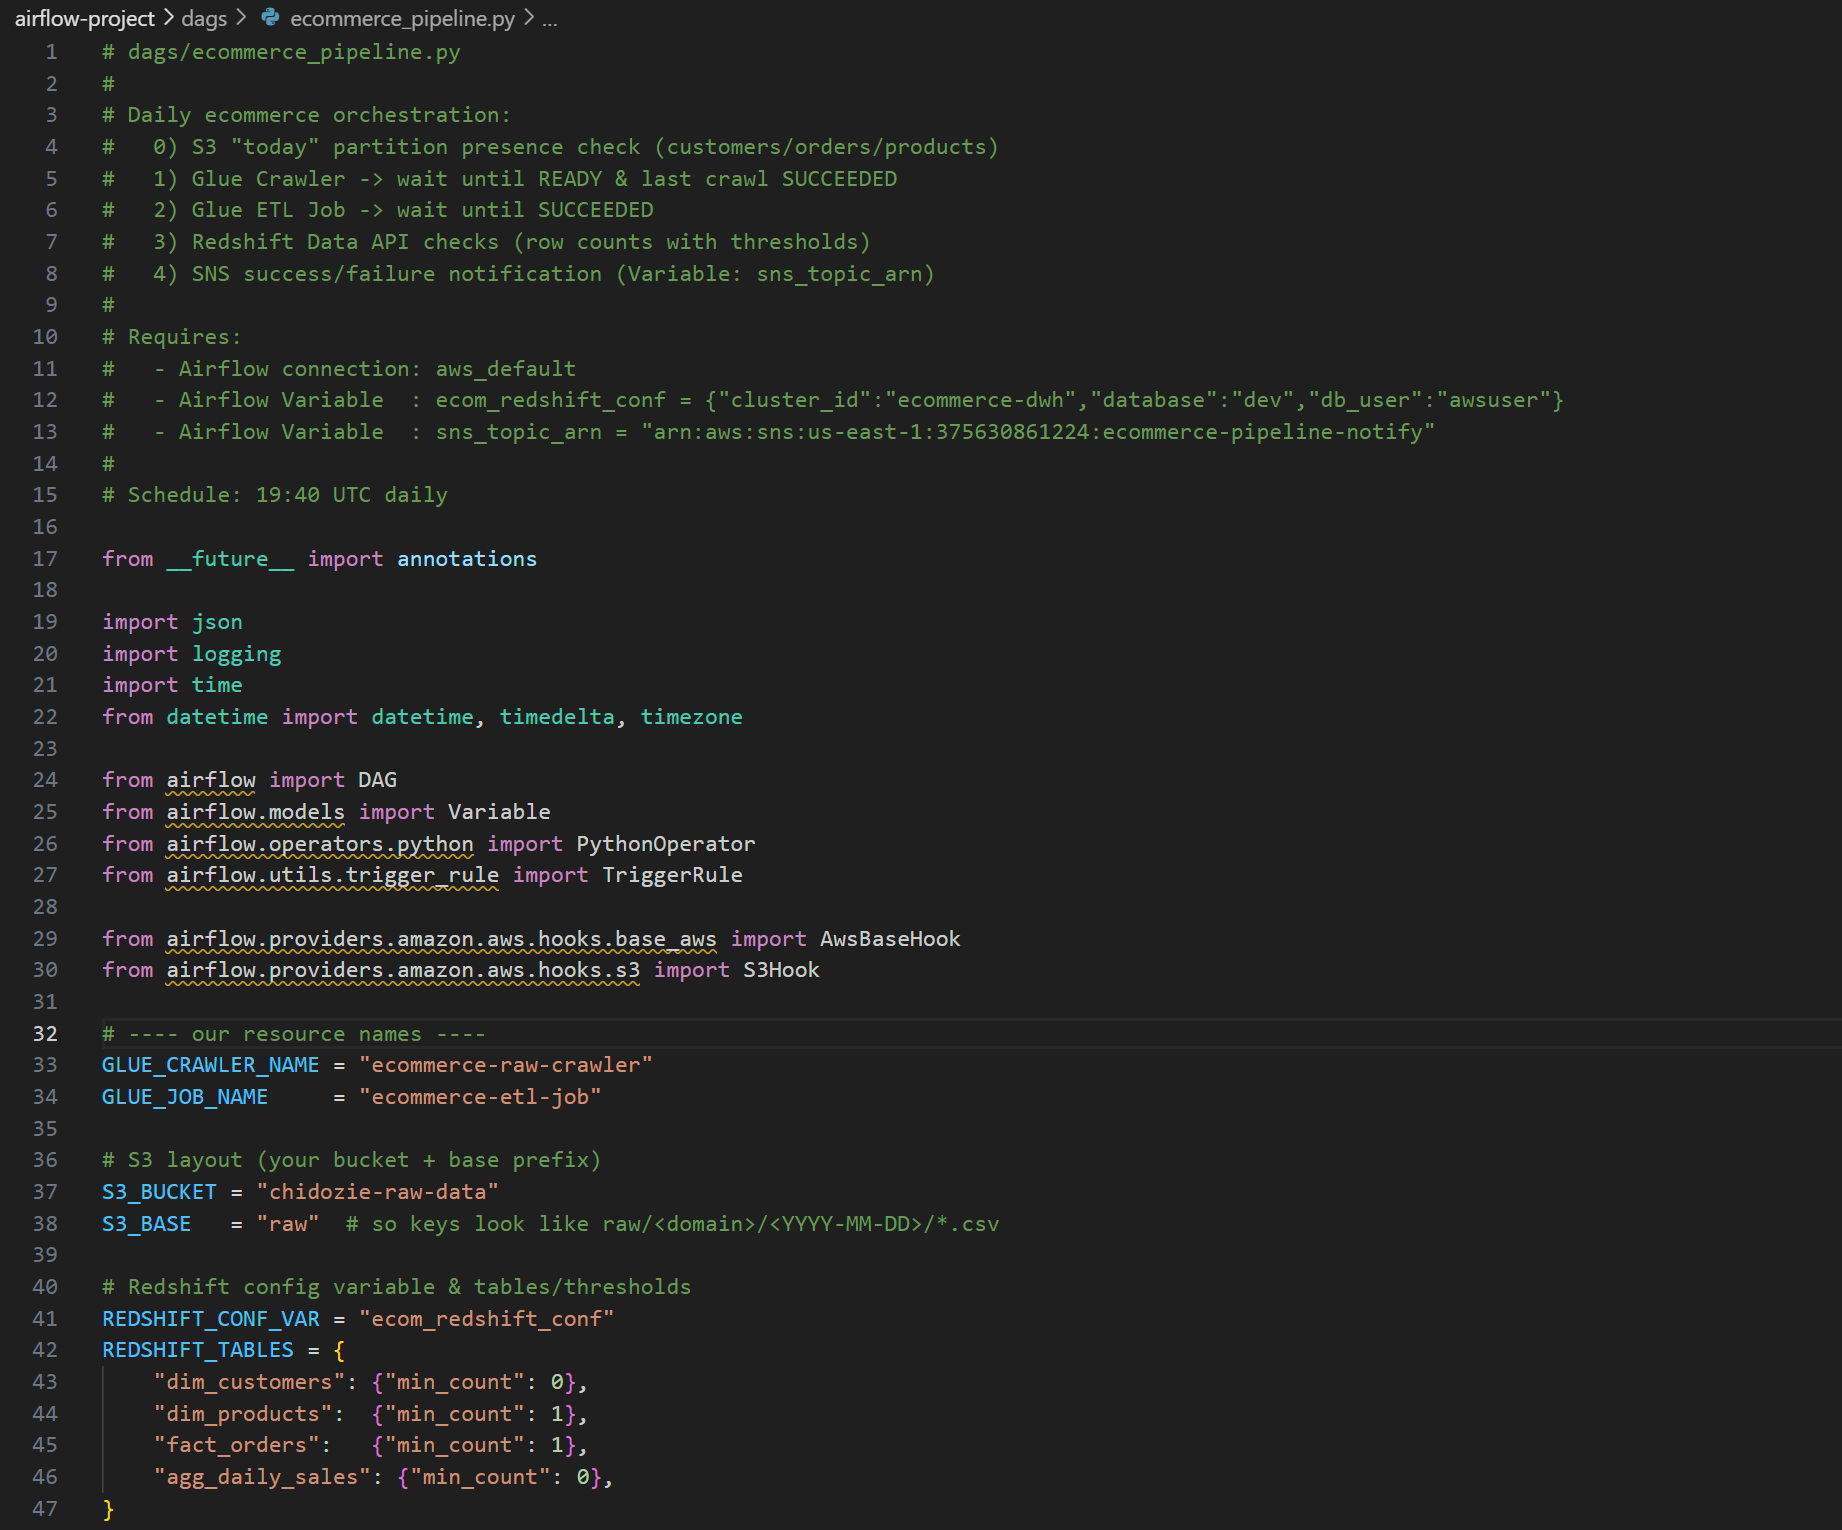 airflow-project > dags > ecommerce_pipeline.py > ...
1 # dags/ecommerce_pipeline.py
2 #
3 # Daily ecommerce orchestration:
4 #   0) S3 "today" partition presence check (customers/orders/products)
5 #   1) Glue Crawler -> wait until READY & last crawl SUCCEEDED
6 #   2) Glue ETL Job -> wait until SUCCEEDED
7 #   3) Redshift Data API checks (row counts with thresholds)
8 #   4) SNS success/failure notification (Variable: sns_topic_arn)
9 #
10 # Requires:
11 #   - Airflow connection: aws_default
12 #   - Airflow Variable  : ecom_redshift_conf = {"cluster_id":"ecommerce-dwh","database":"dev","db_user":"awsuser"}
13 #   - Airflow Variable  : sns_topic_arn = "arn:aws:sns:us-east-1:375630861224:ecommerce-pipeline-notify"
14 #
15 # Schedule: 19:40 UTC daily
16
17 from __future__ import annotations
18
19 import json
20 import logging
21 import time
22 from datetime import datetime, timedelta, timezone
23
24 from airflow import DAG
25 from airflow.models import Variable
26 from airflow.operators.python import PythonOperator
27 from airflow.utils.trigger_rule import TriggerRule
28
29 from airflow.providers.amazon.aws.hooks.base_aws import AwsBaseHook
30 from airflow.providers.amazon.aws.hooks.s3 import S3Hook
31
32 # ---- our resource names ----
33 GLUE_CRAWLER_NAME = "ecommerce-raw-crawler"
34 GLUE_JOB_NAME     = "ecommerce-etl-job"
35
36 # S3 layout (your bucket + base prefix)
37 S3_BUCKET = "chidozie-raw-data"
38 S3_BASE   = "raw"  # so keys look like raw/<domain>/<YYYY-MM-DD>/*.csv
39
40 # Redshift config variable & tables/thresholds
41 REDSHIFT_CONF_VAR = "ecom_redshift_conf"
42 REDSHIFT_TABLES = {
43     "dim_customers": {"min_count": 0},
44     "dim_products":  {"min_count": 1},
45     "fact_orders":   {"min_count": 1},
46     "agg_daily_sales": {"min_count": 0},
47 }